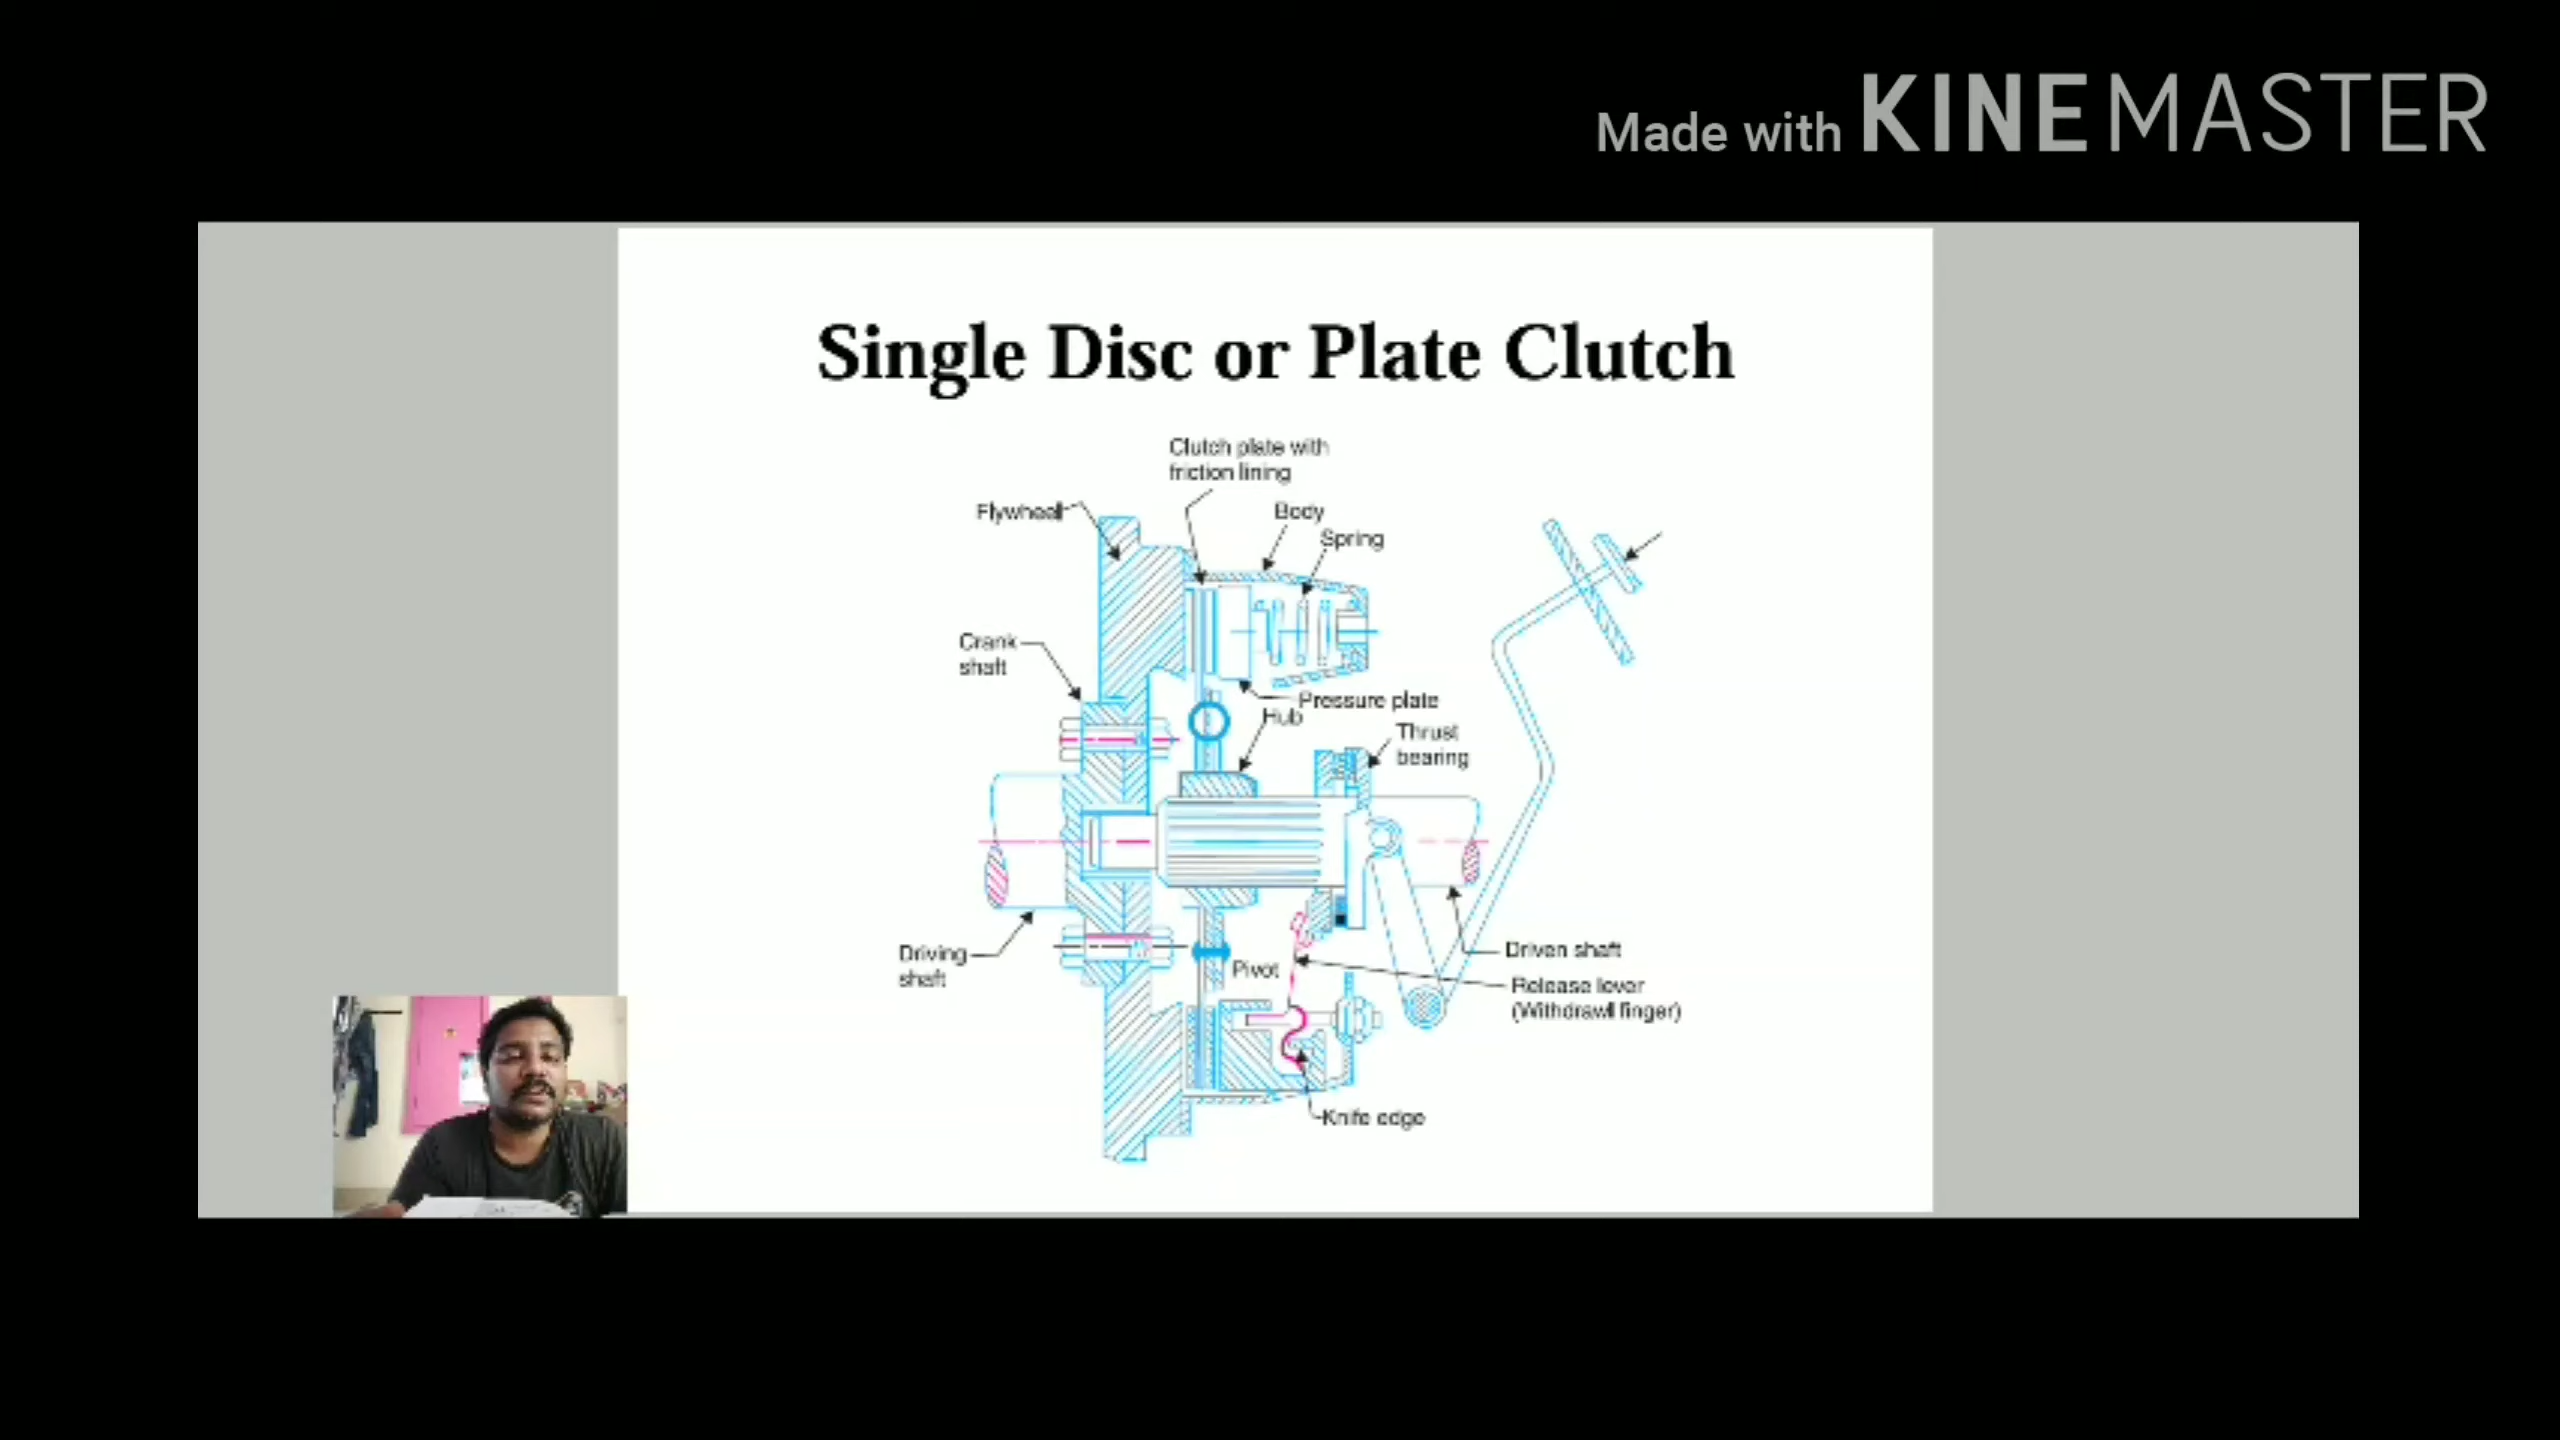 Made with KINEMASTER
Single Disc or Plate Clutch
Clutch plate with
friction lining
Flywheel
Body
Spring
Crank
shaft
Pressure plate
Hub
Thrust
bearing
Driving
shaft
Pivot
Driven shaft
Release lever
(Withdrawl finger)
Knife edge